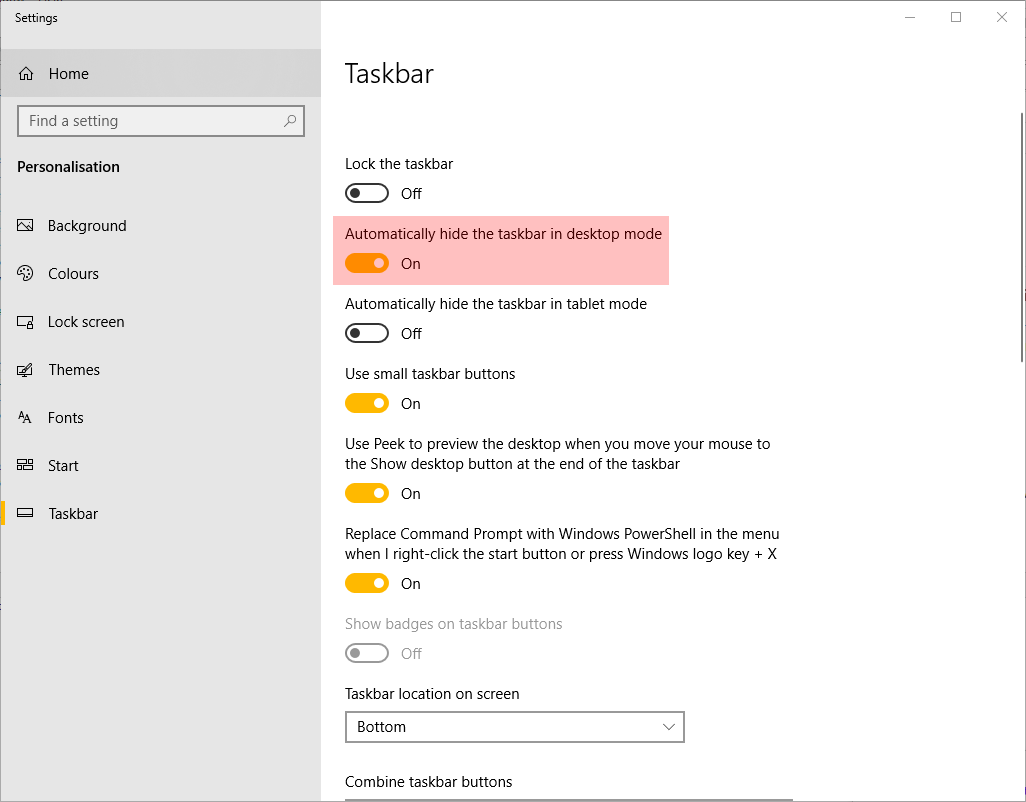 Settings
Home
Find a setting
Personalisation
Background
Colours
Lock screen
Themes
Fonts
Start
Taskbar
Taskbar
Lock the taskbar
Off
Automatically hide the taskbar in desktop mode
On
Automatically hide the taskbar in tablet mode
Off
Use small taskbar buttons
On
Use Peek to preview the desktop when you move your mouse to
the Show desktop button at the end of the taskbar
On
Replace Command Prompt with Windows PowerShell in the menu
when I right-click the start button or press Windows logo key + X
On
Show badges on taskbar buttons
Off
Taskbar location on screen
Bottom
Combine taskbar buttons